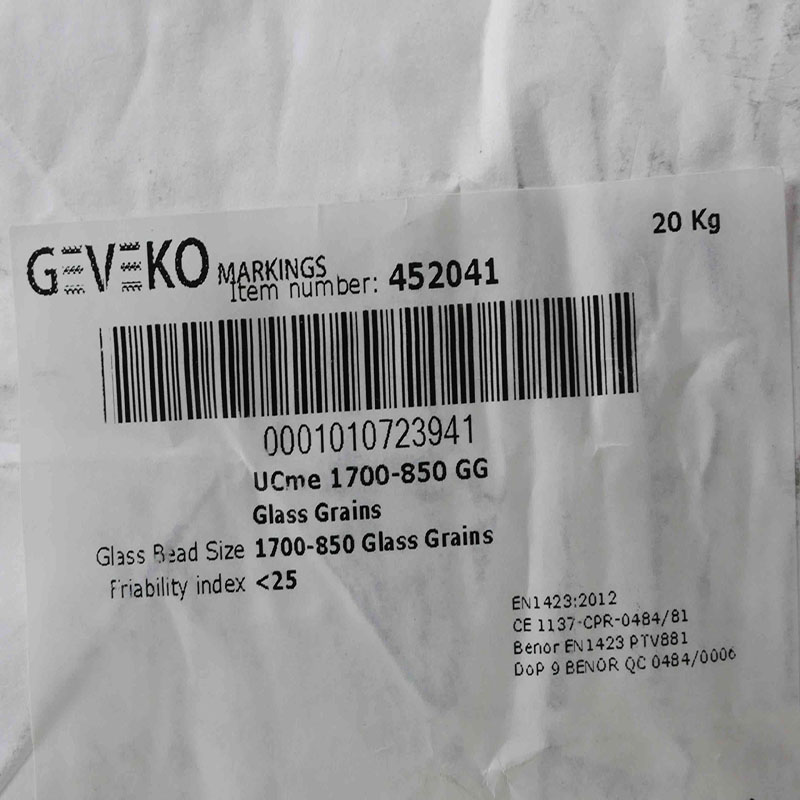 20 Kg
GEVEKO MARKINGS
Item number: 452041
0001010723941
UCme 1700-850 GG
Glass Grains
Glass Bead Size 1700-850 Glass Grains
Friability index <25
EN1423:2012
CE 1137-CPR-0484/81
Benor EN1423 PTV881
DoP 9 BENOR QC 0484/0006